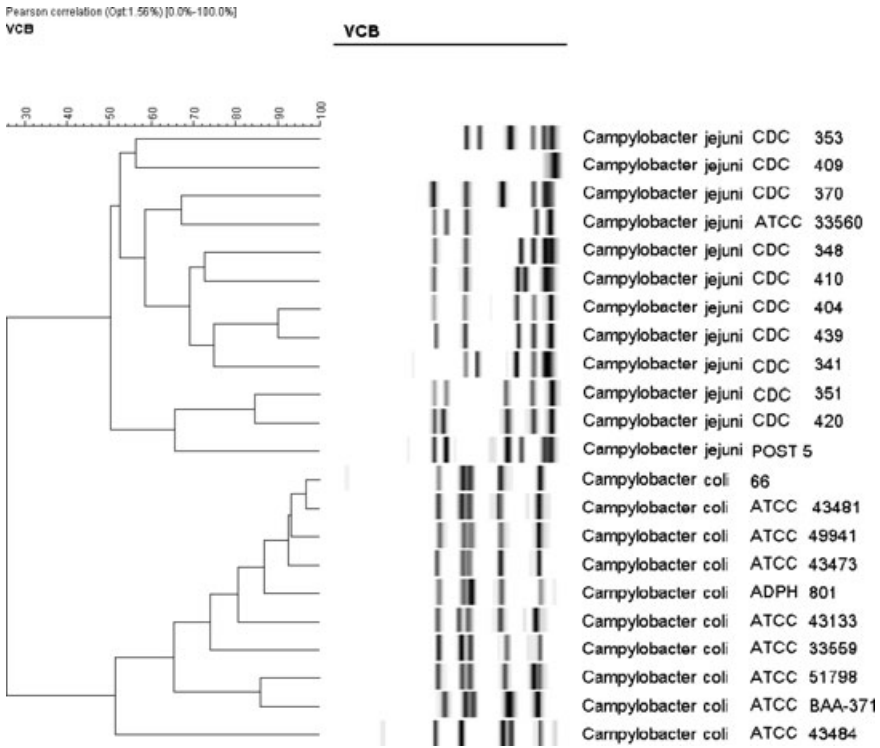 Pearson correlation (Opt:1.56%) [0.0%-100.0%]
VCB VCB
30 40 50 60 70 80 90 100
Campylobacter jejuni CDC 353
Campylobacter jejuni CDC 409
Campylobacter jejuni CDC 370
Campylobacter jejuni ATCC 33560
Campylobacter jejuni CDC 348
Campylobacter jejuni CDC 410
Campylobacter jejuni CDC 404
Campylobacter jejuni CDC 439
Campylobacter jejuni CDC 341
Campylobacter jejuni CDC 351
Campylobacter jejuni CDC 420
Campylobacter jejuni POST 5
Campylobacter coli 66
Campylobacter coli ATCC 43481
Campylobacter coli ATCC 49941
Campylobacter coli ATCC 43473
Campylobacter coli ADPH 801
Campylobacter coli ATCC 43133
Campylobacter coli ATCC 33559
Campylobacter coli ATCC 51798
Campylobacter coli ATCC BAA-371
Campylobacter coli ATCC 43484